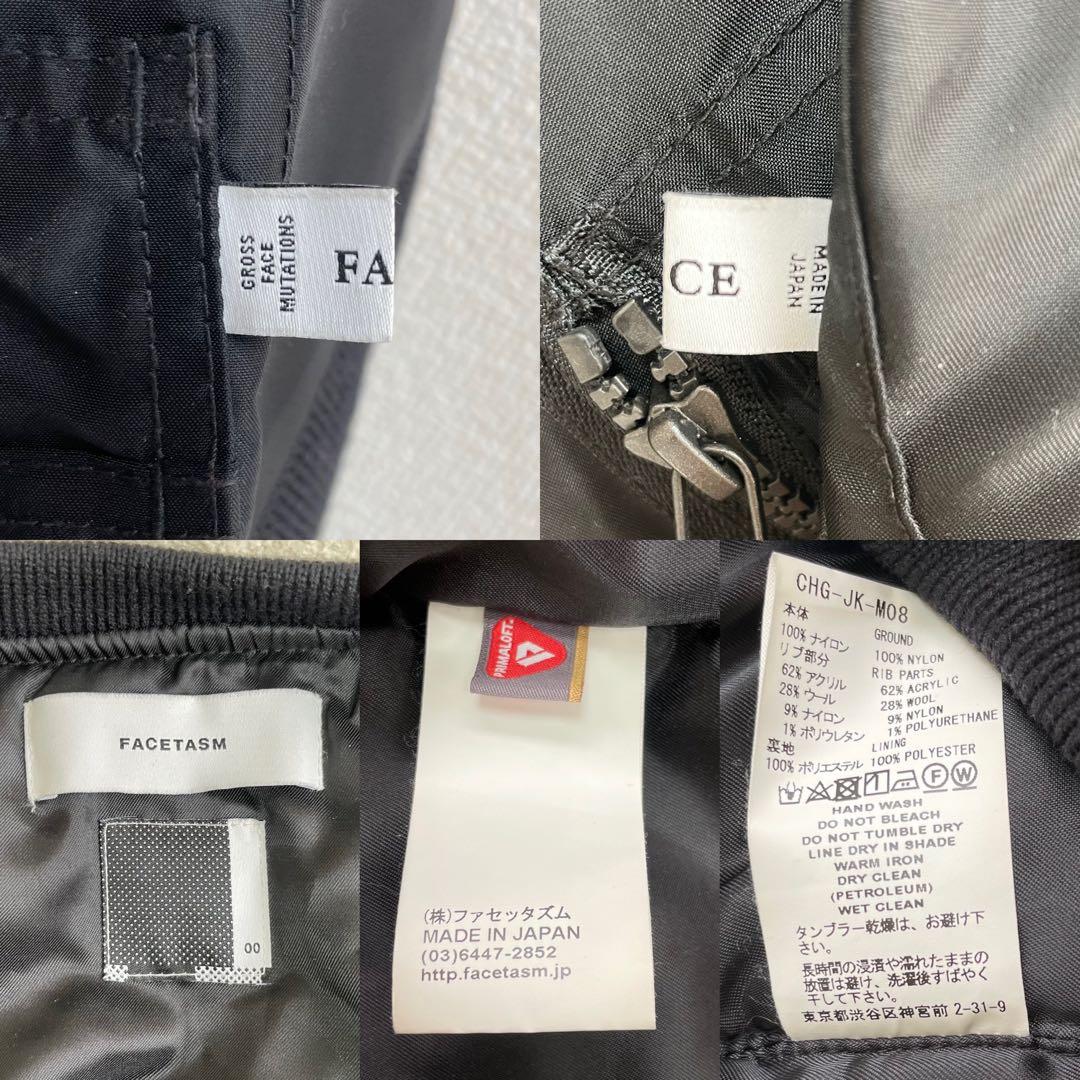 GROSS
FACE
MUTATIONS
FA
CE
MADE IN
JAPAN
FACETASM
00
PRIMALOFT
(株)ファセッタズム
MADE IN JAPAN
(03)6447-2852
http.facetasm.jp
CHG-JK-M08
本体 GROUND
100% ナイロン 100% NYLON
リブ部分 RIB PARTS
62% アクリル 62% ACRYLIC
28% ウール 28% WOOL
9% ナイロン 9% NYLON
1% ポリウレタン 1% POLYURETHANE
裏地 LINING
100% ポリエステル 100% POLYESTER
F W
HAND WASH
DO NOT BLEACH
DO NOT TUMBLE DRY
LINE DRY IN SHADE
WARM IRON
DRY CLEAN
(PETROLEUM)
WET CLEAN
タンブラー乾燥は、お避け下
さい。
長時間の浸漬や濡れたままの
放置は避け、洗濯後すばやく
干して下さい。
東京都渋谷区神宮前 2-31-9